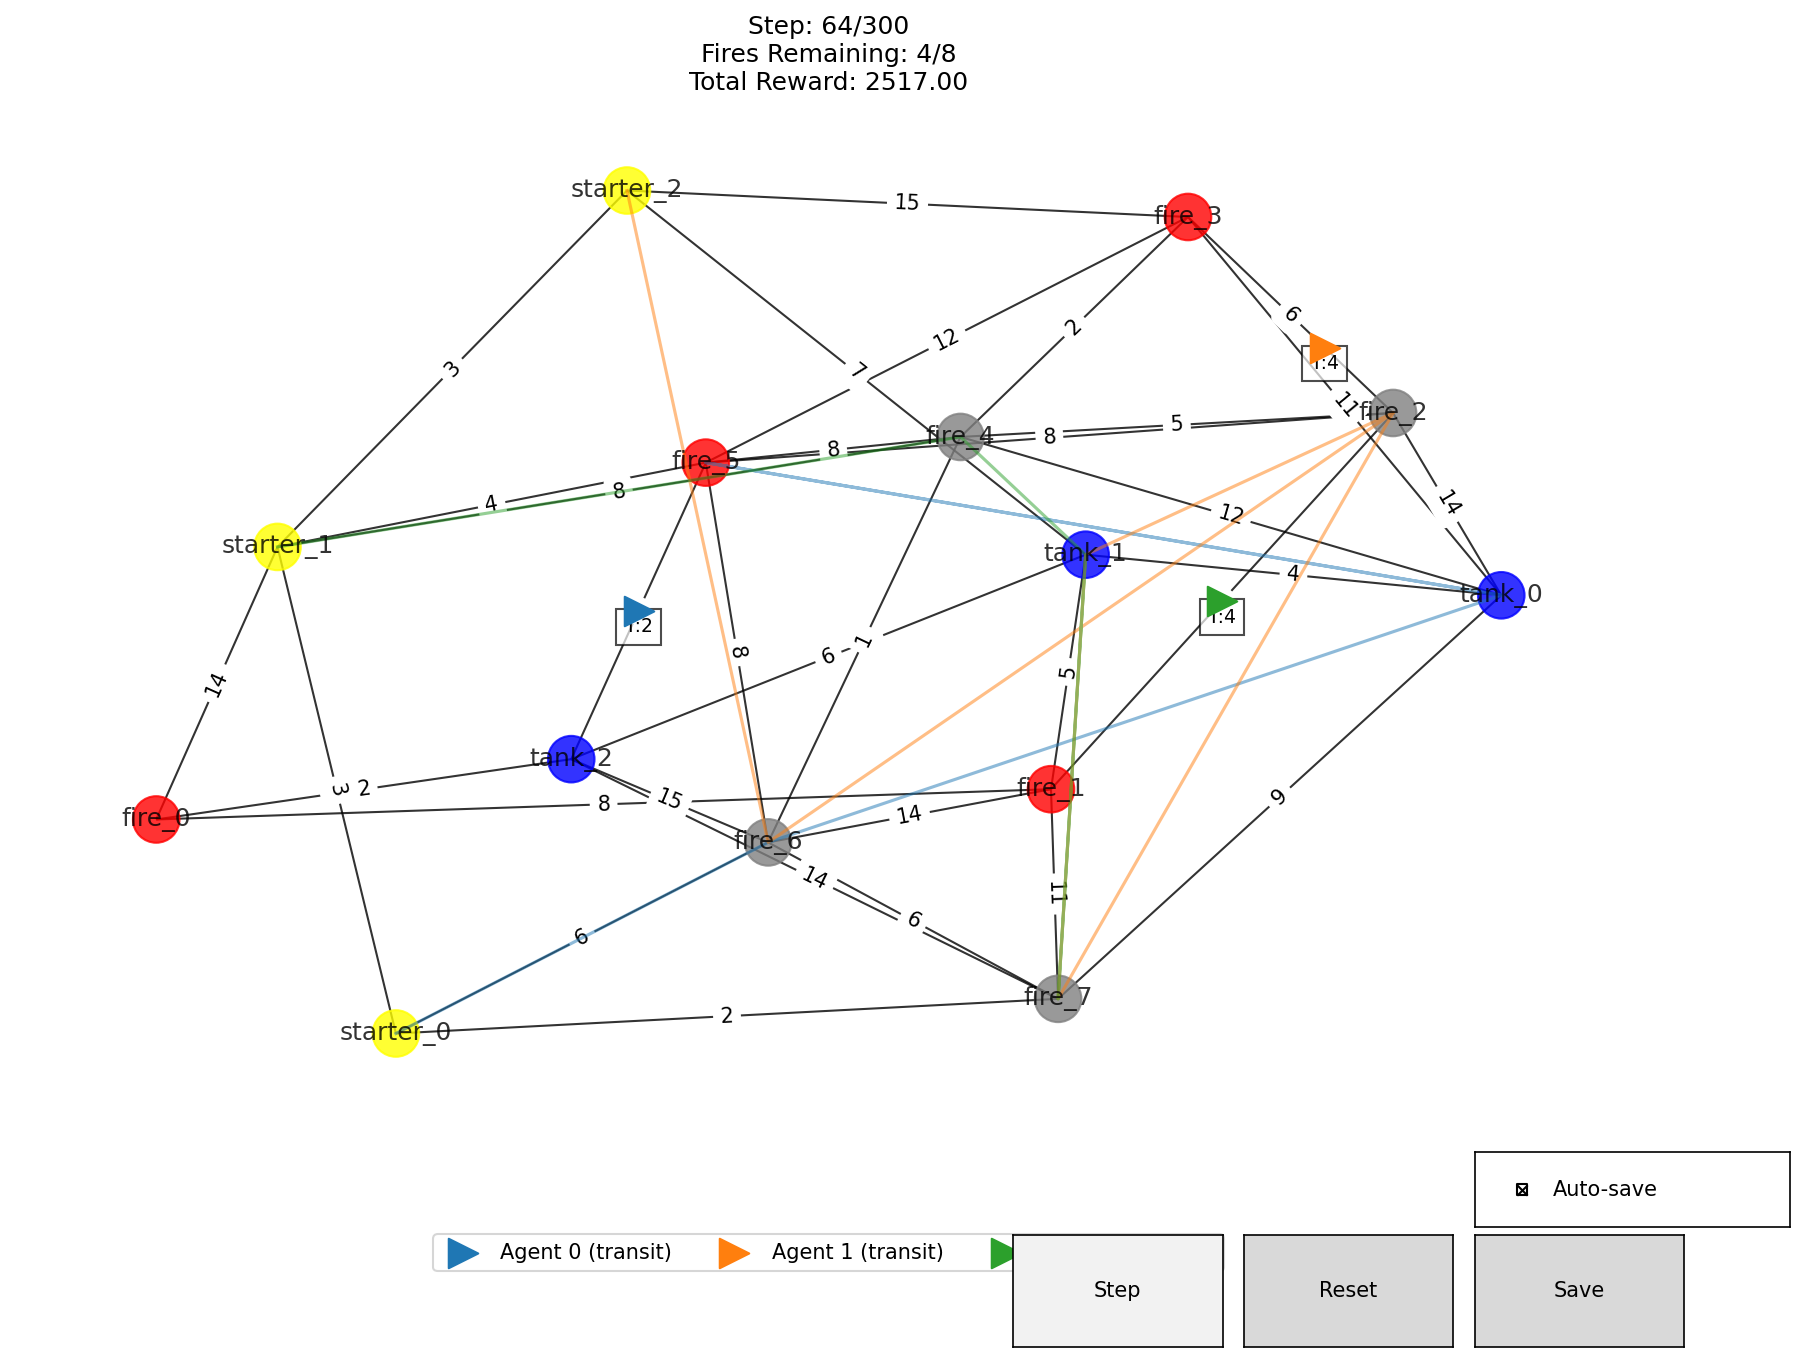 Step: 64/300
Fires Remaining: 4/8
Total Reward: 2517.00
starter_2
15
fire_3
6
2
12
3
7
T:4
11
fire_2
5
8
8
fire_4
fire_5
4
8
14
12
starter_1
tank_1
4
tank_0
T:2
T:4
8
1
6
5
14
tank_2
3
2
15
8
fire_1
9
fire_0
14
fire_6
14
11
6
6
fire_7
2
starter_0
Auto-save
Agent 0 (transit)
Agent 1 (transit)
Step
Reset
Save